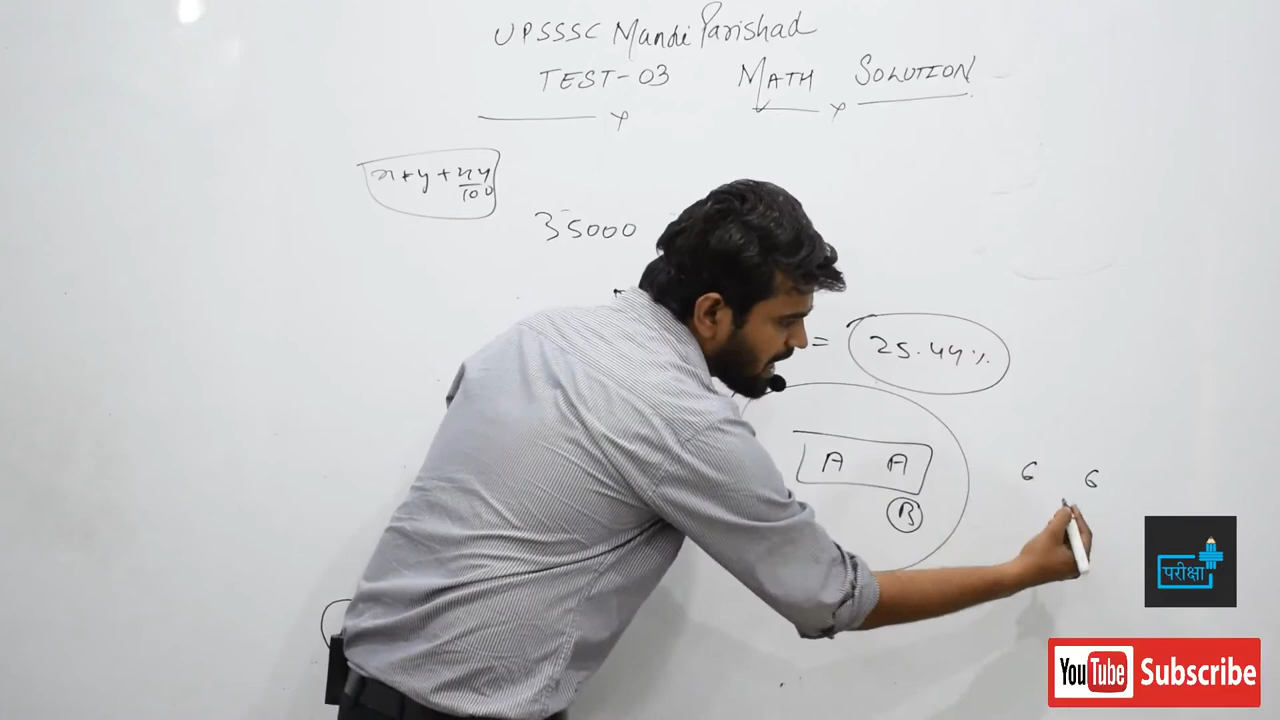 UPSSSC Mandi Parishad
TEST-03 MATH SOLUTION
x+y+xy/100
35000
= 25.44%
A A
B
6 6
परीक्षा
YouTube Subscribe